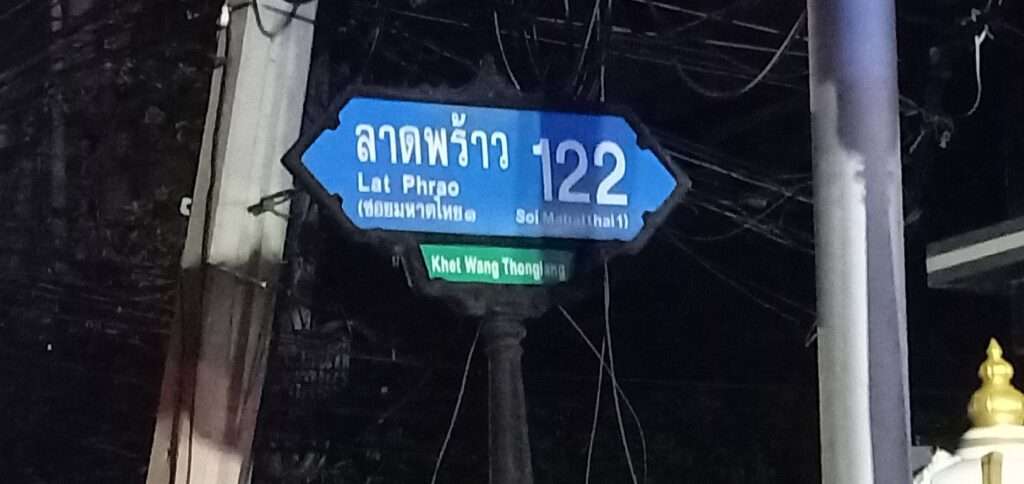 ลาดพร้าว 122
Lat Phrao
(ซอยมหาดไทย๑ Soi Mahatthai 1)
Khet Wang Thonglang